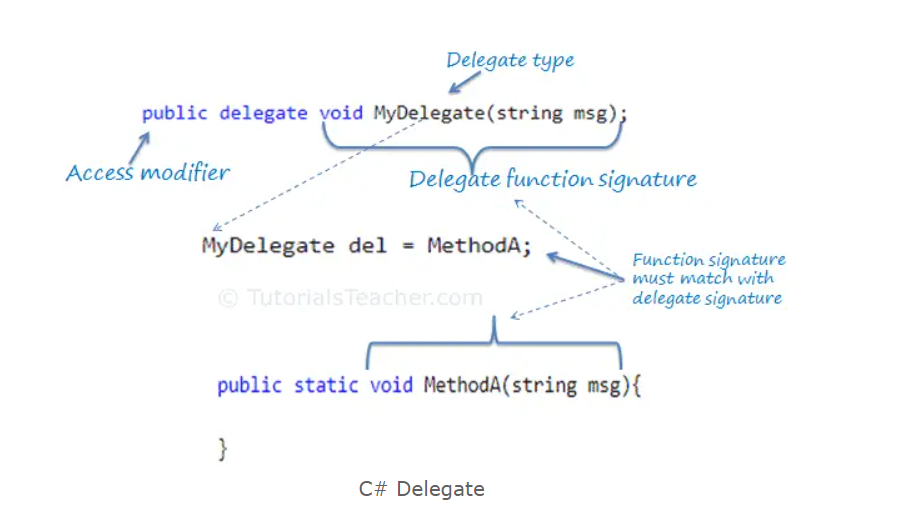 Delegate type
public delegate void MyDelegate(string msg);
Access modifier
Delegate function signature
MyDelegate del = MethodA;
Function signature
must match with
delegate signature
© TutorialsTeacher.com
public static void MethodA(string msg){
}
C# Delegate